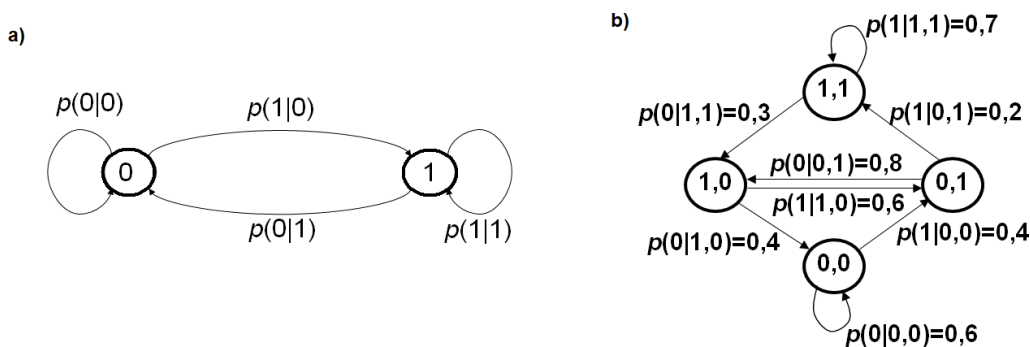 a)
p(0|0)
p(1|0)
0
1
p(0|1)
p(1|1)
b)
p(1|1,1)=0,7
1,1
p(0|1,1)=0,3
p(1|0,1)=0,2
p(0|0,1)=0,8
1,0
0,1
p(1|1,0)=0,6
p(0|1,0)=0,4
p(1|0,0)=0,4
0,0
p(0|0,0)=0,6